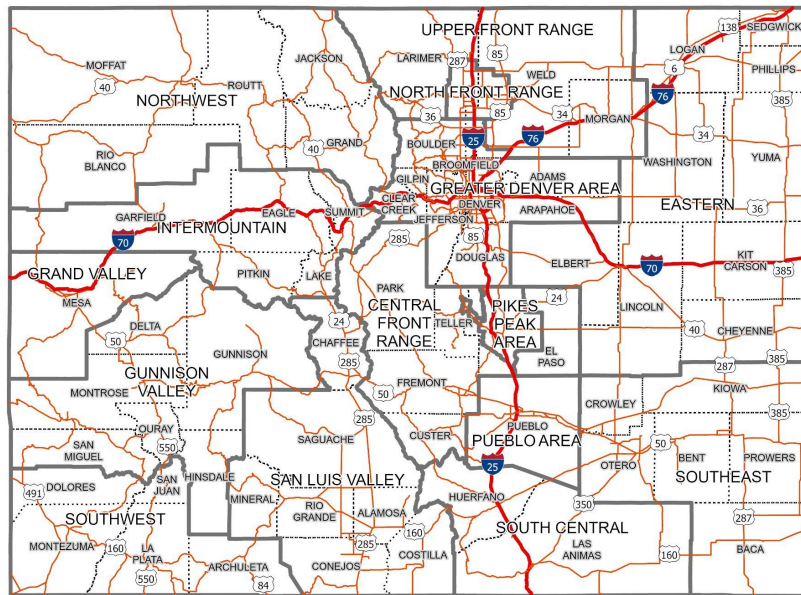 UPPER FRONT RANGE
138
SEDGWICK
LOGAN
JACKSON
LARIMER
85
287
6
PHILLIPS
MOFFAT
40
ROUTT
WELD
385
NORTHWEST
NORTH FRONT RANGE
76
36
85
34
MORGAN
34
GRAND
40
BOULDER
25
76
RIO
BLANCO
BROOMFIELD
WASHINGTON
YUMA
GILPIN
ADAMS
GREATER DENVER AREA
CLEAR
CREEK
DENVER
ARAPAHOE
EASTERN
36
GARFIELD
EAGLE
SUMMIT
JEFFERSON
INTERMOUNTAIN
70
285
85
DOUGLAS
ELBERT
70
KIT
CARSON
385
GRAND VALLEY
PITKIN
LAKE
MESA
PARK
24
LINCOLN
CENTRAL
FRONT
RANGE
PIKES
PEAK
AREA
24
TELLER
DELTA
50
CHAFFEE
40
CHEYENNE
GUNNISON
285
EL
PASO
385
287
GUNNISON
VALLEY
MONTROSE
50
FREMONT
KIOWA
CROWLEY
385
285
OURAY
550
SAGUACHE
CUSTER
PUEBLO
PUEBLO AREA
50
SAN
MIGUEL
25
OTERO
BENT
PROWERS
SOUTHEAST
SAN
JUAN
HINSDALE
SAN LUIS VALLEY
491
DOLORES
MINERAL
RIO
GRANDE
ALAMOSA
HUERFANO
350
287
SOUTHWEST
160
SOUTH CENTRAL
MONTEZUMA
160
LA
PLATA
285
COSTILLA
LAS
ANIMAS
160
BACA
550
ARCHULETA
84
CONEJOS